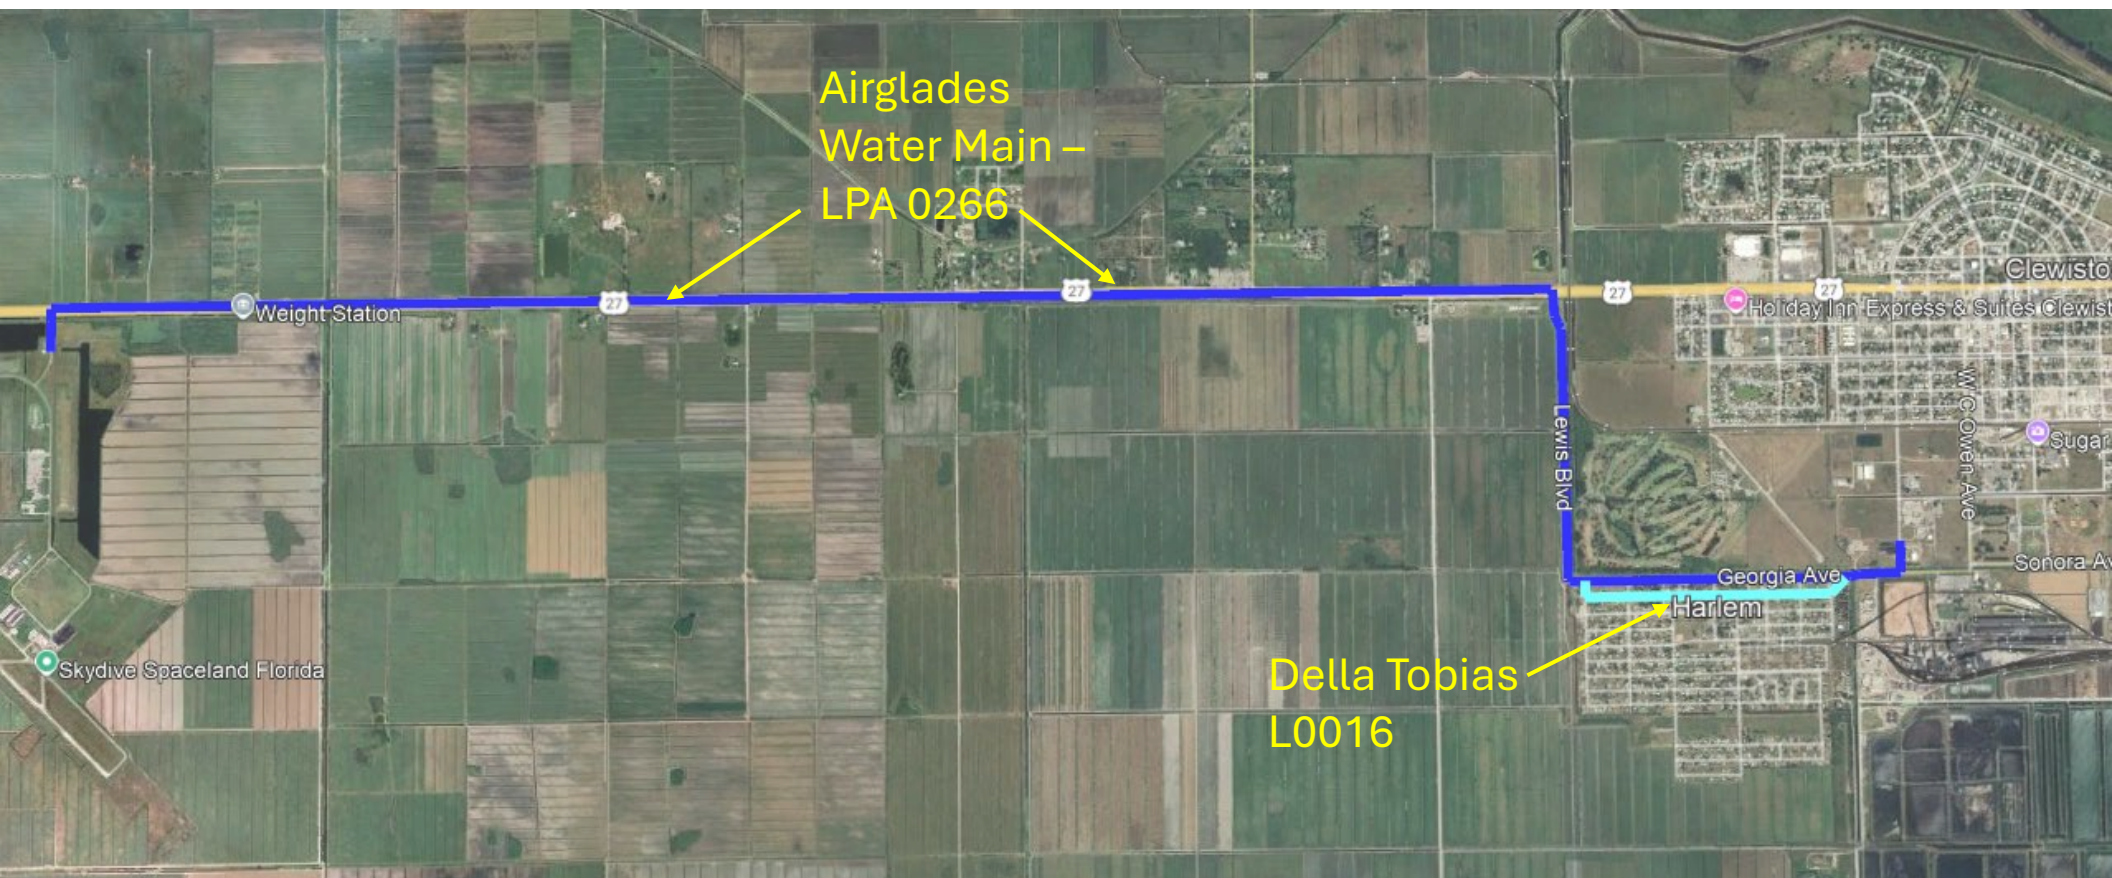 Airglades
Water Main –
LPA 0266
Clewisto
27
27
27
27
Weight Station
Holiday Inn Express & Suites Clewist
W C Owen Ave
Lewis Blvd
Sugar
Sonora Av
Georgia Ave
Harlem
Della Tobias
L0016
Skydive Spaceland Florida